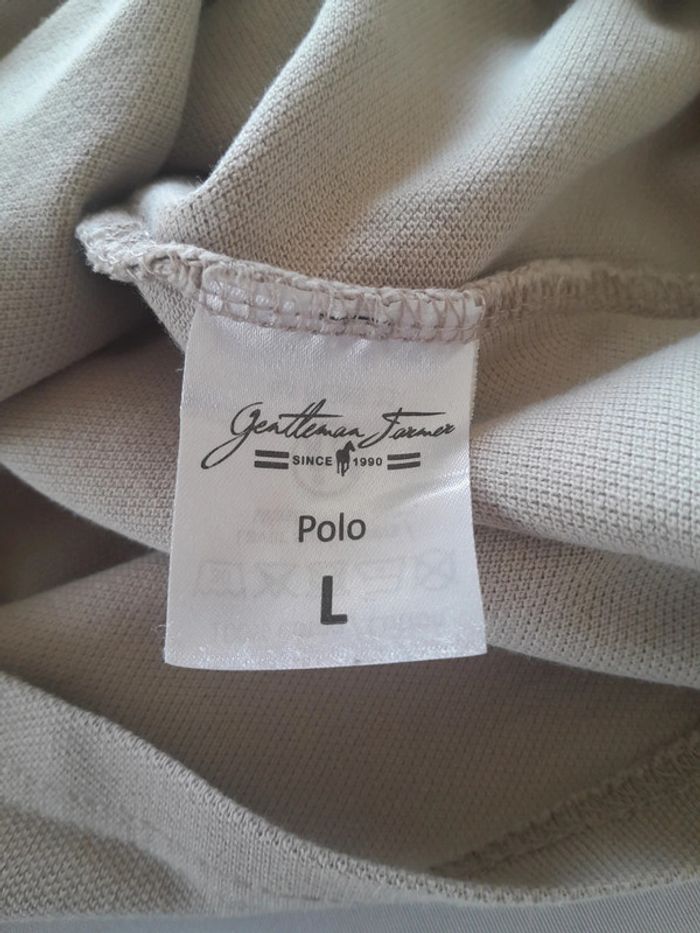 Gentleman Farmer
SINCE 1990
Polo
L